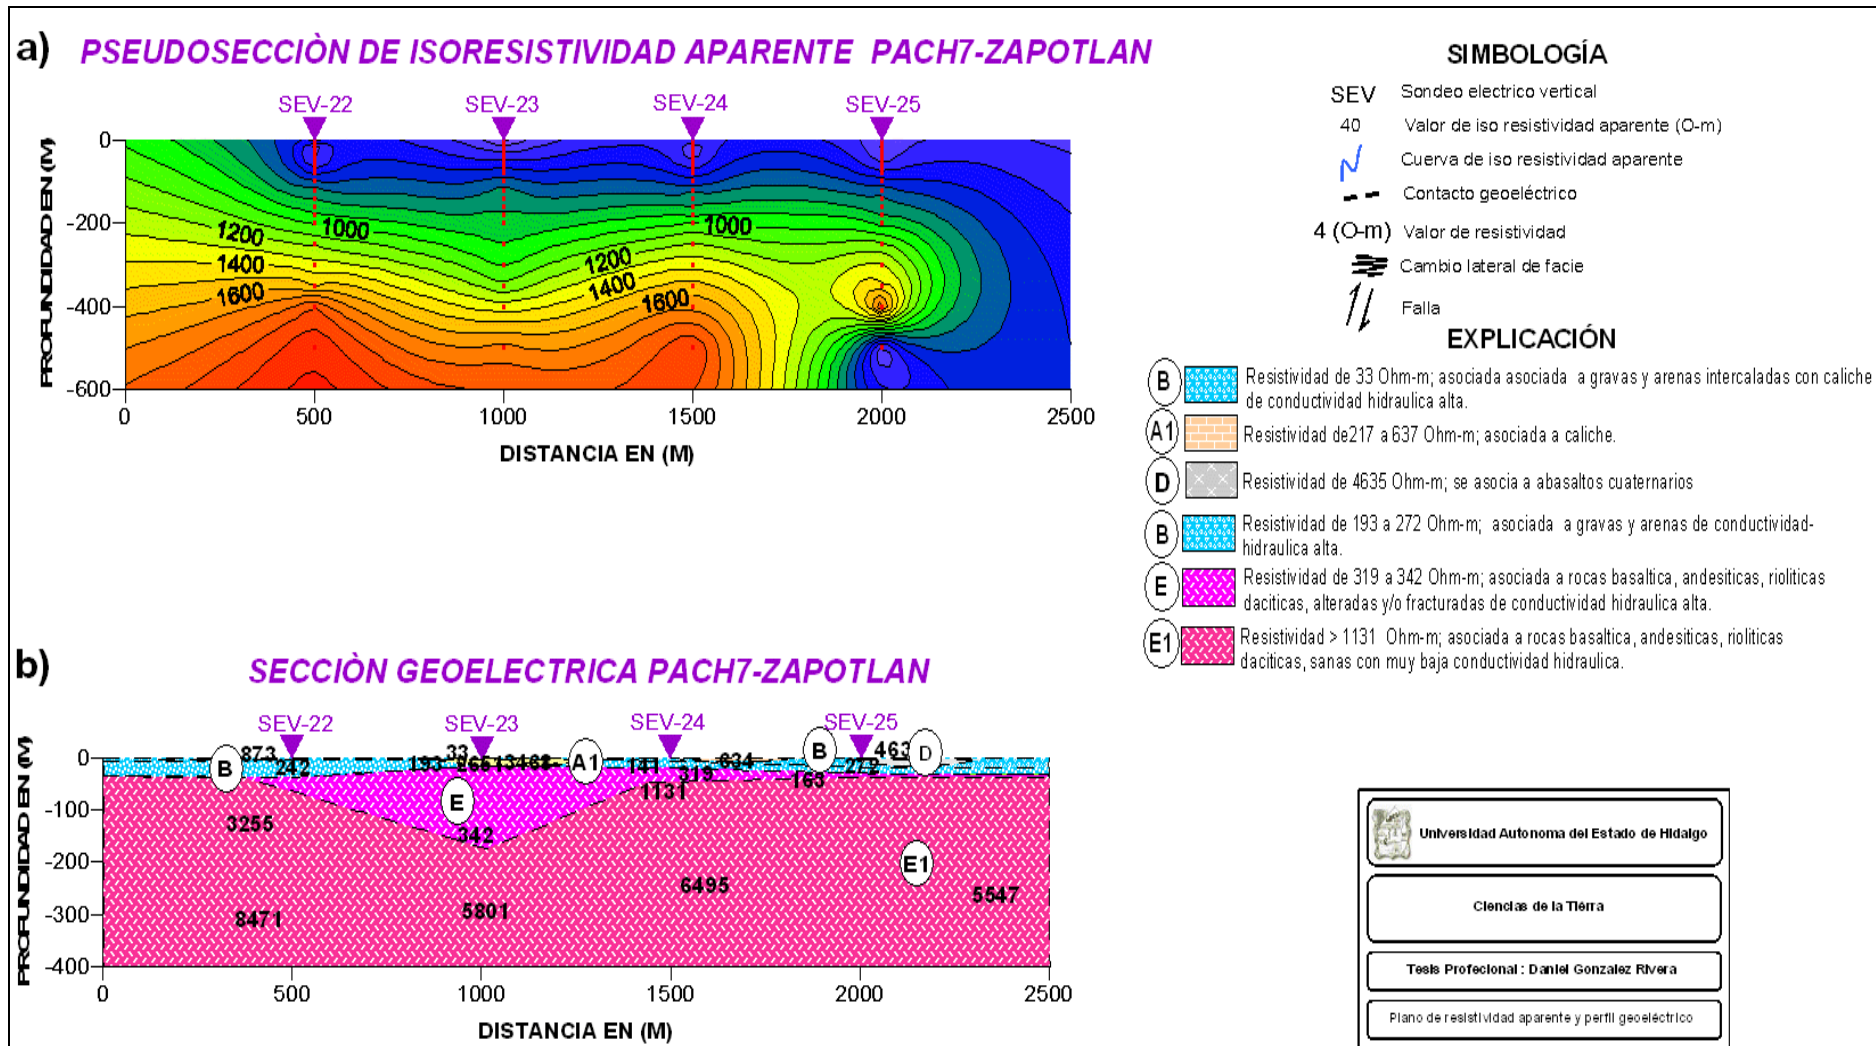 a) PSEUDOSECCIÒN DE ISORESISTIVIDAD APARENTE PACH7-ZAPOTLAN
SEV-22 SEV-23 SEV-24 SEV-25
PROFUNDIDAD EN (M)
0
-200
-400
-600
1200 1000 1000
1400 1200
1600 1400 1600
0 500 1000 1500 2000 2500
DISTANCIA EN (M)
SIMBOLOGÍA
SEV Sondeo electrico vertical
40 Valor de iso resistividad aparente (O-m)
Cuerva de iso resistividad aparente
Contacto geoeléctrico
4 (O-m) Valor de resistividad
Cambio lateral de facie
Falla
EXPLICACIÓN
B Resistividad de 33 Ohm-m; asociada asociada a gravas y arenas intercaladas con caliche
de conductividad hidraulica alta.
A1 Resistividad de217 a 637 Ohm-m; asociada a caliche.
D Resistividad de 4635 Ohm-m; se asocia a abasaltos cuaternarios
B Resistividad de 193 a 272 Ohm-m; asociada a gravas y arenas de conductividad-
hidraulica alta.
E Resistividad de 319 a 342 Ohm-m; asociada a rocas basaltica, andesiticas, rioliticas
daciticas, alteradas y/o fracturadas de conductividad hidraulica alta.
E1 Resistividad > 1131 Ohm-m; asociada a rocas basaltica, andesiticas, rioliticas
daciticas, sanas con muy baja conductividad hidraulica.
b) SECCIÒN GEOELECTRICA PACH7-ZAPOTLAN
SEV-22 SEV-23 SEV-24 SEV-25
PROFUNDIDAD EN (M)
0
-100
-200
-300
-400
873 33 B 463 D
B 242 193 A1 141 319 634 163 272
E 1131
3255 342
E1
8471 5801 6495 5547
0 500 1000 1500 2000 2500
DISTANCIA EN (M)
Universidad Autonoma del Estado de Hidalgo
Ciencias de la Tiérra
Tesis Profecional : Daniel Gonzalez Rivera
Plano de resistividad aparente y perfil geoeléctrico